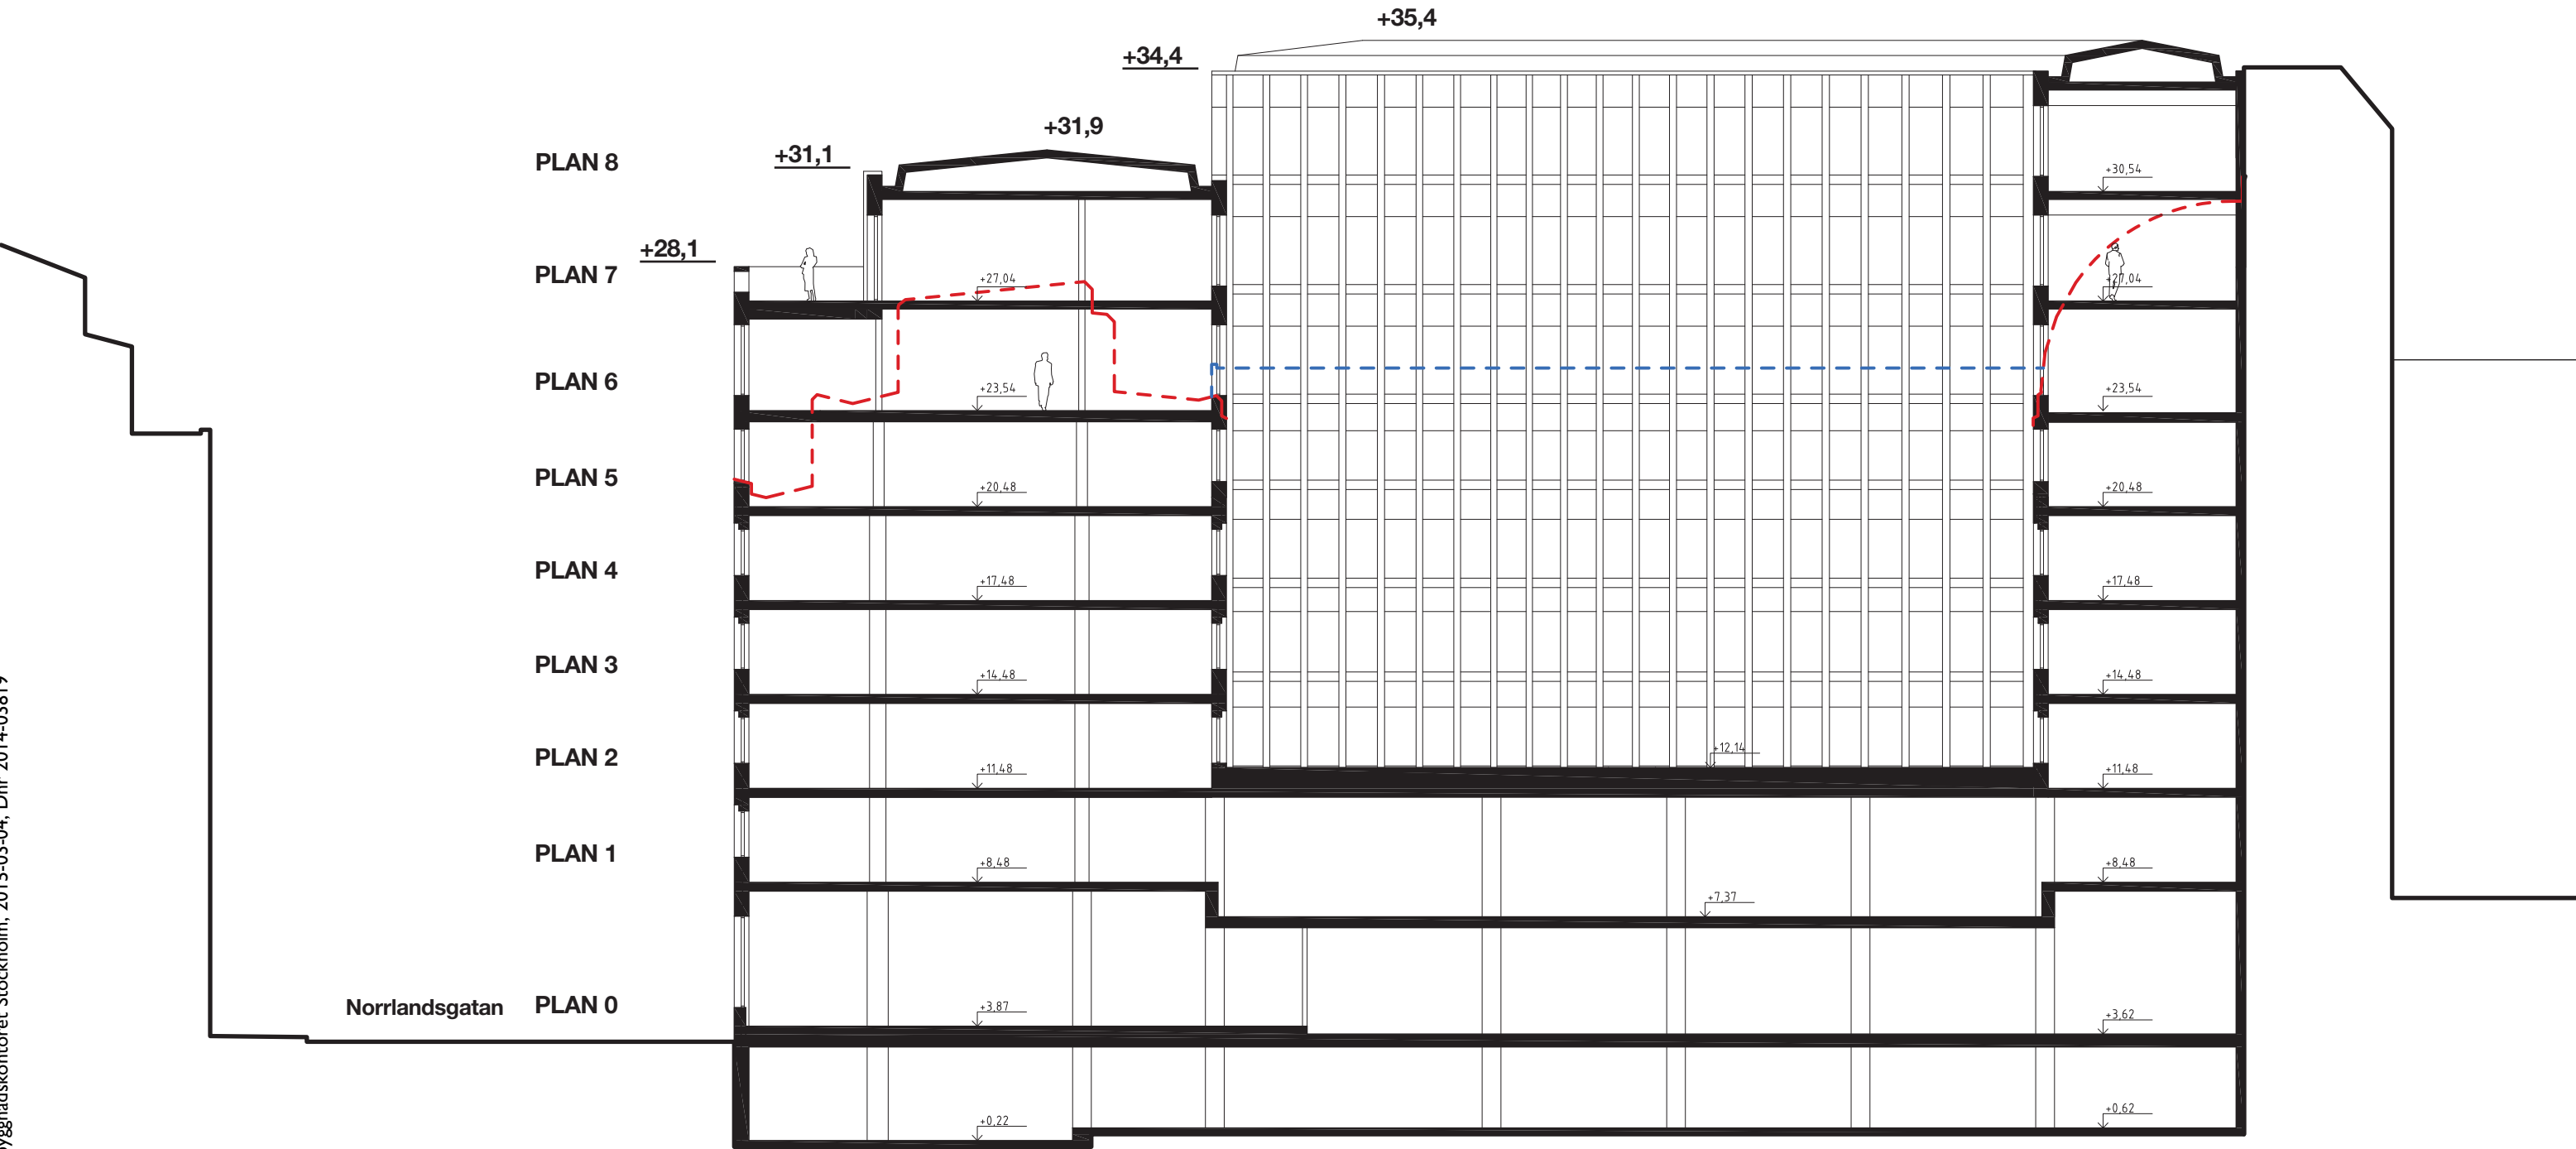 +35,4
+34,4
+31,9
+31,1
PLAN 8
+30,54
+28,1
PLAN 7
+27,04
+27,04
PLAN 6
+23,54
+23,54
PLAN 5
+20,48
+20,48
PLAN 4
+17,48
+17,48
PLAN 3
+14,48
+14,48
PLAN 2
+12,14
+11,48
+11,48
PLAN 1
+8,48
+8,48
+7,37
Norrlandsgatan
PLAN 0
+3,87
+3,62
+0,22
+0,62
Stockholm,